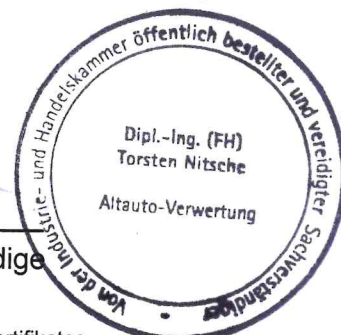 Von der Industrie- und Handelskammer öffentlich bestellter und vereidigter Sachverständiger -
Dipl.-Ing. (FH)
Torsten Nitsche
Altauto-Verwertung
dige